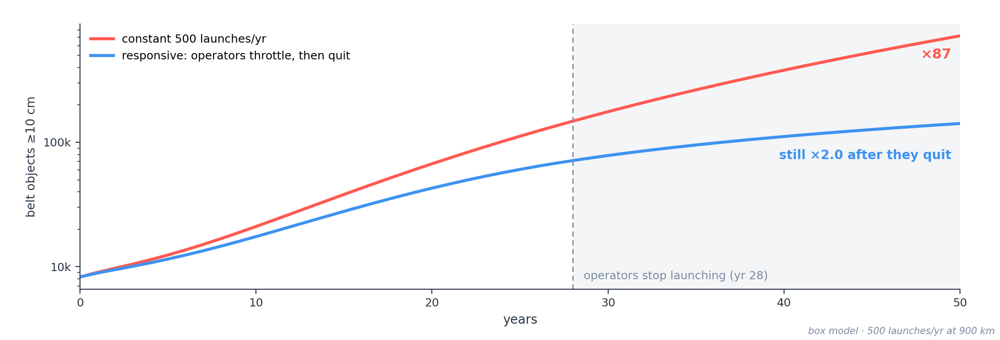 constant 500 launches/yr
responsive: operators throttle, then quit
×87
still ×2.0 after they quit
operators stop launching (yr 28)
belt objects ≥10 cm
100k
10k
0
10
20
30
40
50
years
box model · 500 launches/yr at 900 km